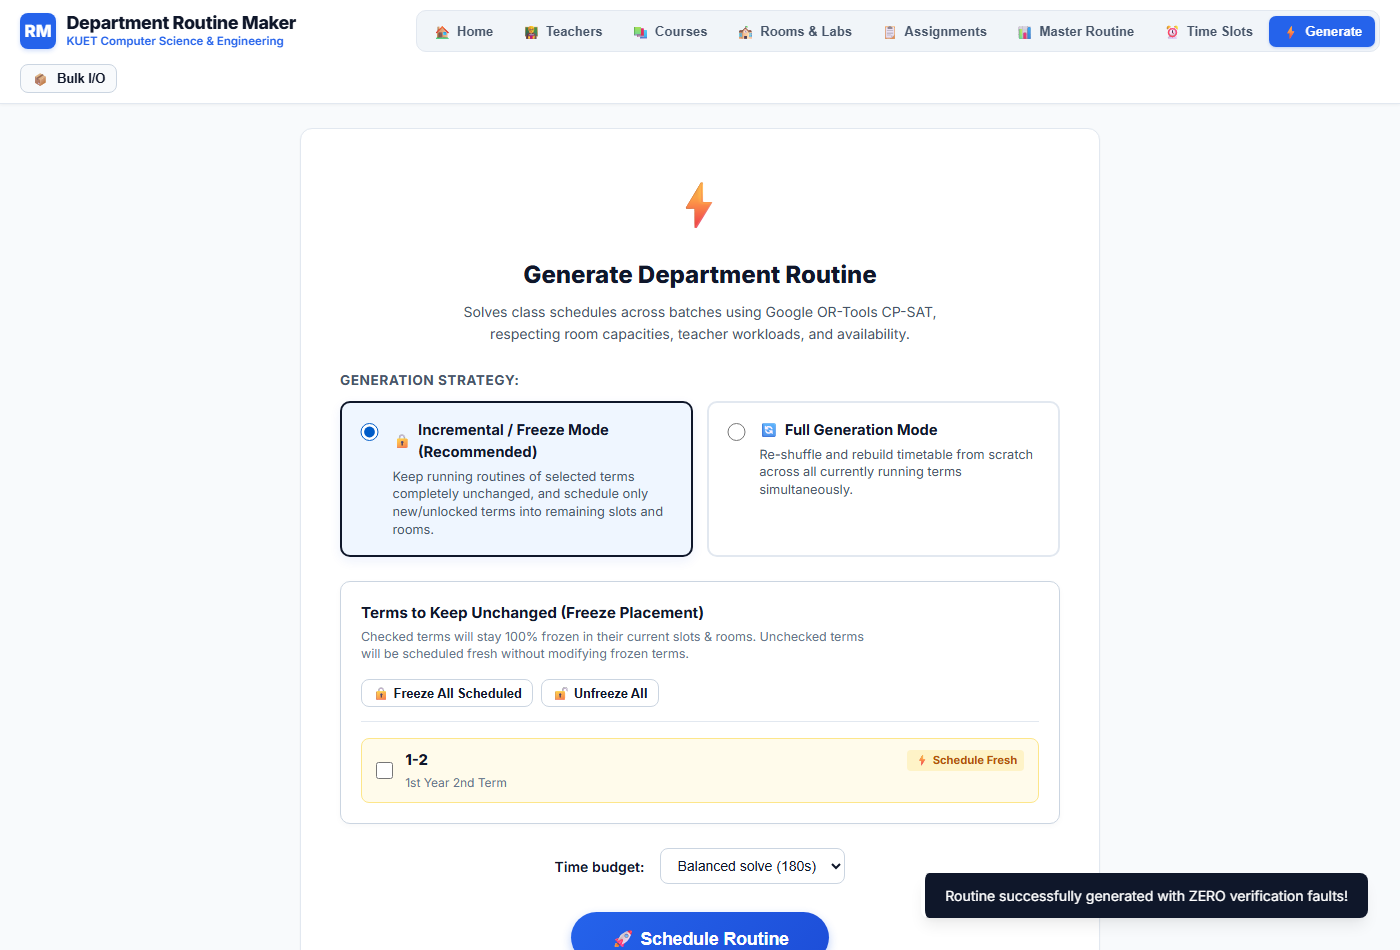 RM
Department Routine Maker
KUET Computer Science & Engineering
Home
Teachers
Courses
Rooms & Labs
Assignments
Master Routine
Time Slots
Generate
Bulk I/O
Generate Department Routine
Solves class schedules across batches using Google OR-Tools CP-SAT,
respecting room capacities, teacher workloads, and availability.
GENERATION STRATEGY:
Incremental / Freeze Mode
(Recommended)
Keep running routines of selected terms
completely unchanged, and schedule only
new/unlocked terms into remaining slots and
rooms.
Full Generation Mode
Re-shuffle and rebuild timetable from scratch
across all currently running terms
simultaneously.
Terms to Keep Unchanged (Freeze Placement)
Checked terms will stay 100% frozen in their current slots & rooms. Unchecked terms
will be scheduled fresh without modifying frozen terms.
Freeze All Scheduled
Unfreeze All
1-2
Schedule Fresh
1st Year 2nd Term
Time budget:
Balanced solve (180s)
Routine successfully generated with ZERO verification faults!
Schedule Routine